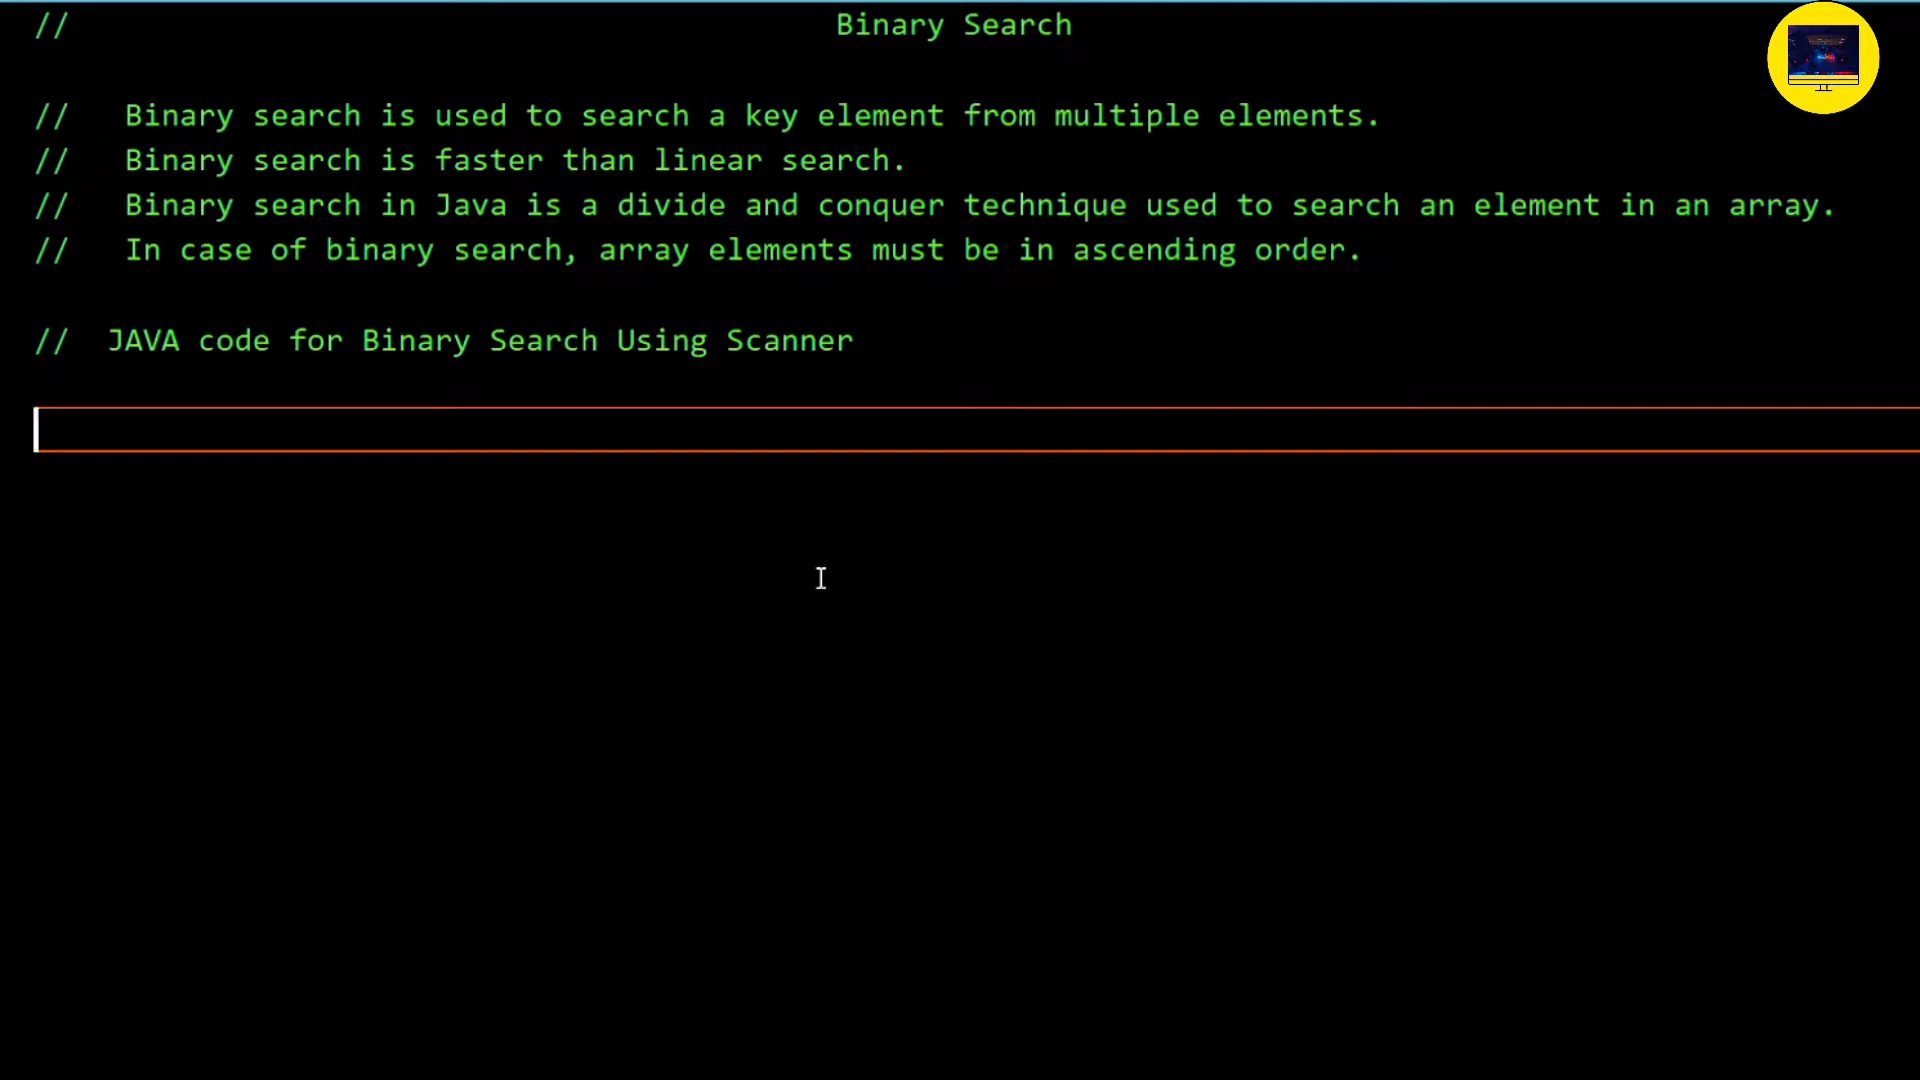 // Binary Search
// Binary search is used to search a key element from multiple elements.
// Binary search is faster than linear search.
// Binary search in Java is a divide and conquer technique used to search an element in an array.
// In case of binary search, array elements must be in ascending order.
// JAVA code for Binary Search Using Scanner